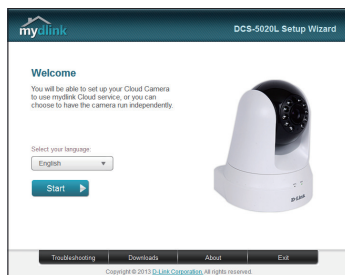 mydlink
DCS-5020L Setup Wizard
Welcome
You will be able to set up your Cloud Camera
to use mydlink Cloud service, or you can
choose to have the camera run independently.
Select your language:
English
Start
D-Link
Troubleshooting
Downloads
About
Exit
Copyright © 2013 D-Link Corporation. All rights reserved.